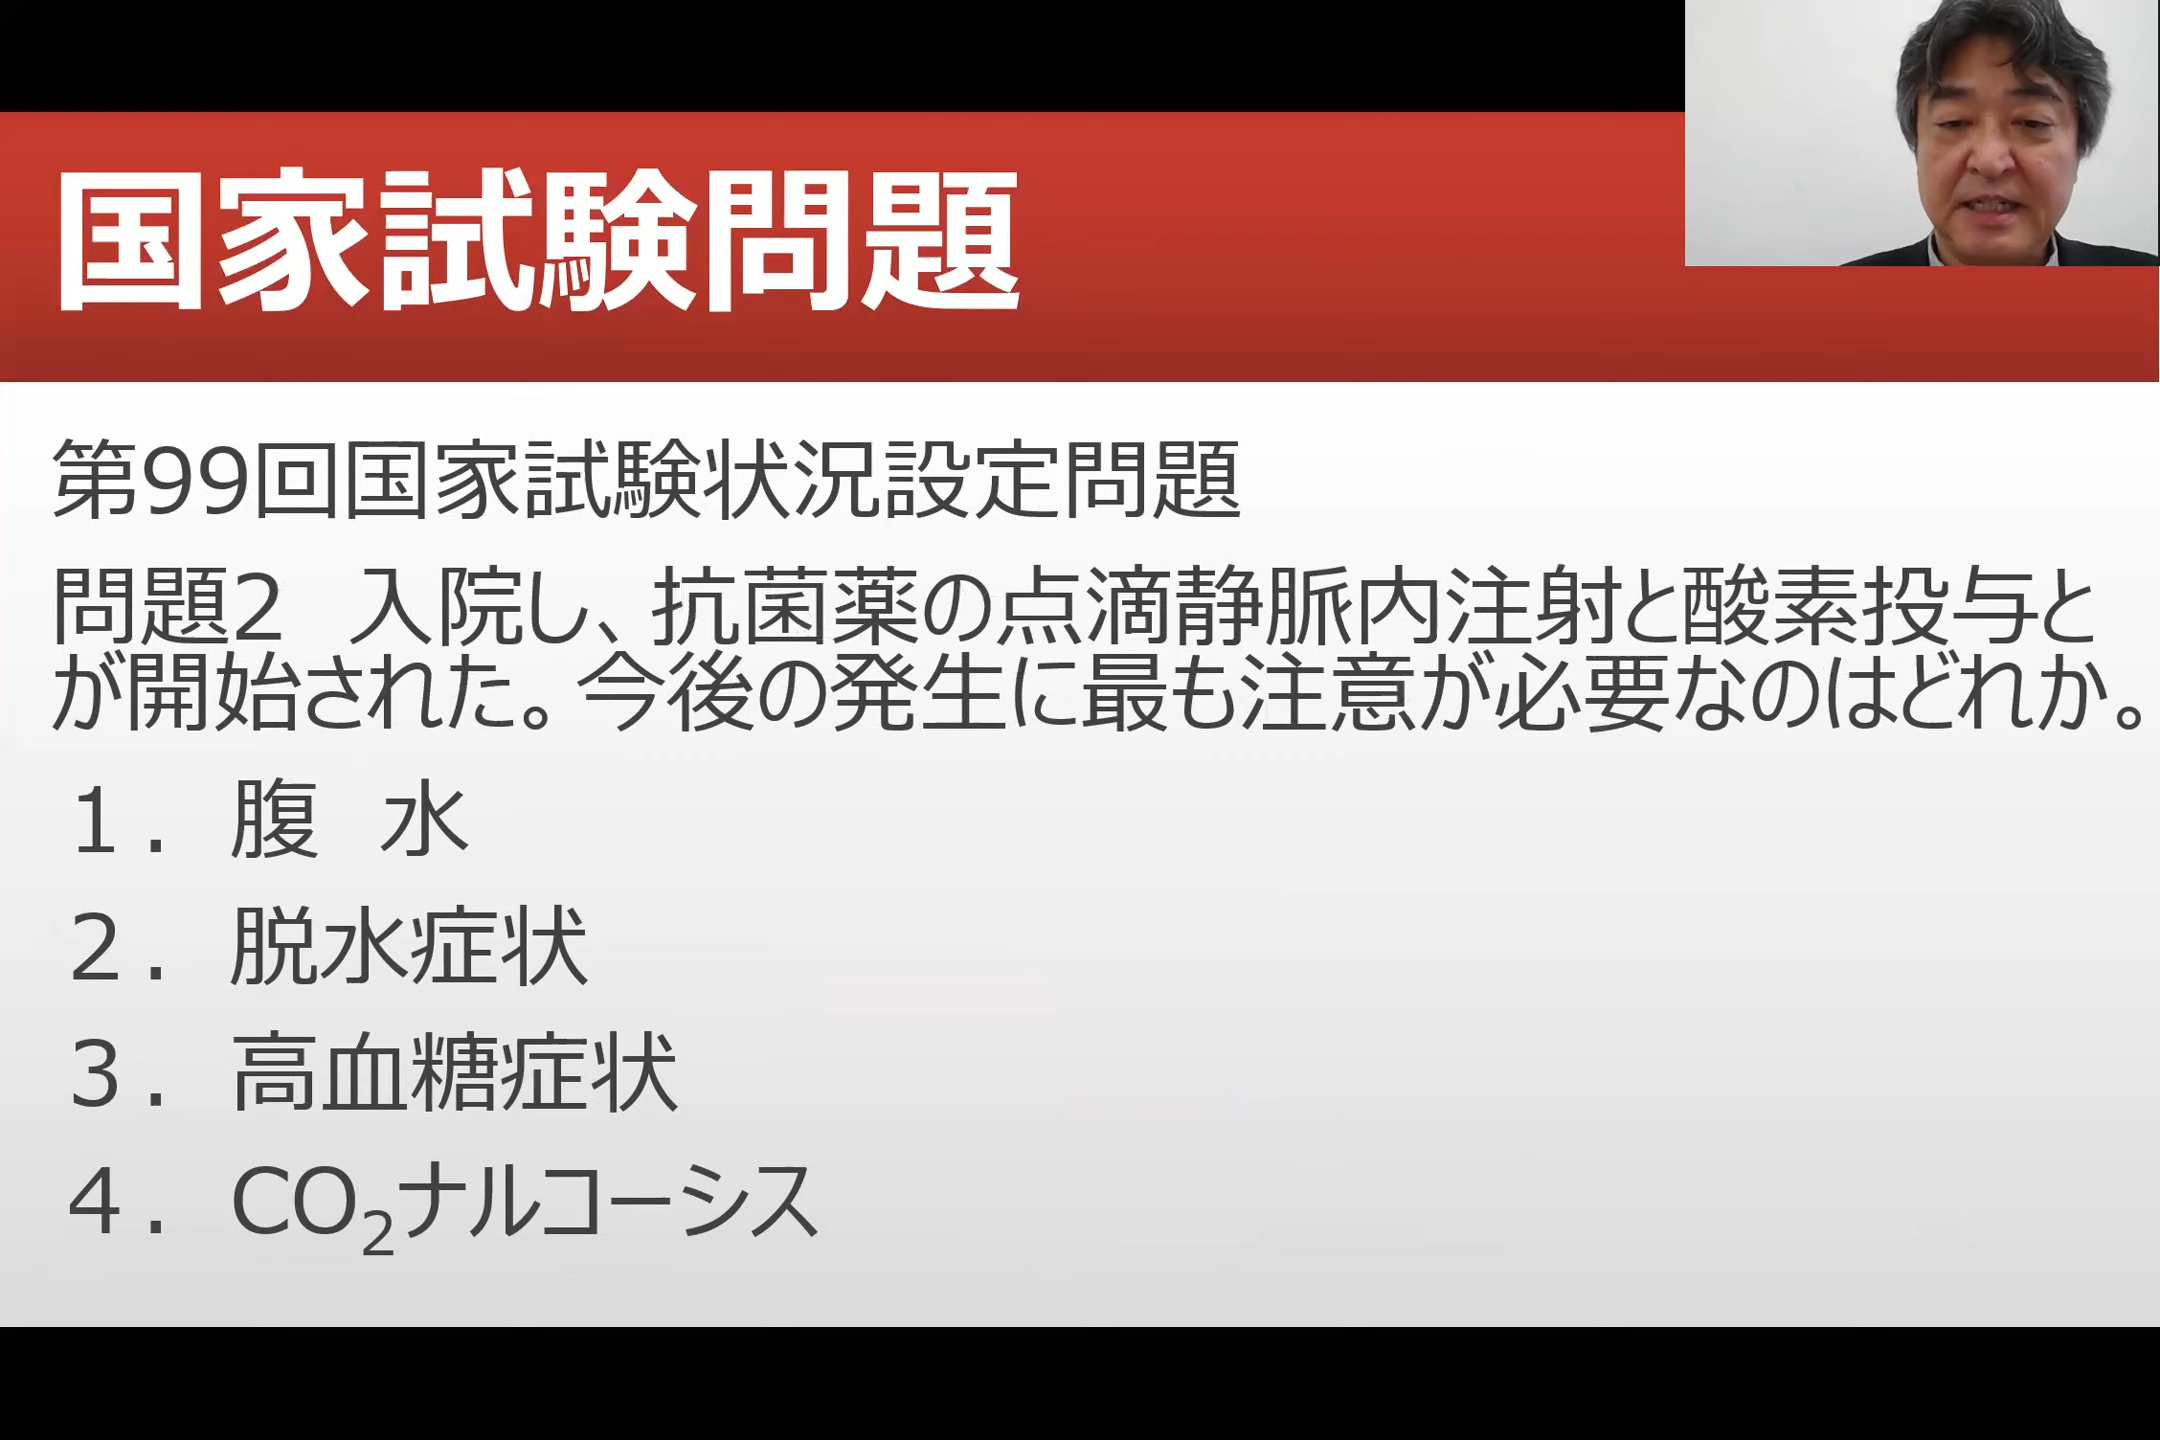 国家試験問題
第99回国家試験状況設定問題
問題2　入院し、抗菌薬の点滴静脈内注射と酸素投与と
が開始された。今後の発生に最も注意が必要なのはどれか。
１．腹　水
２．脱水症状
３．高血糖症状
４．CO₂ナルコーシス